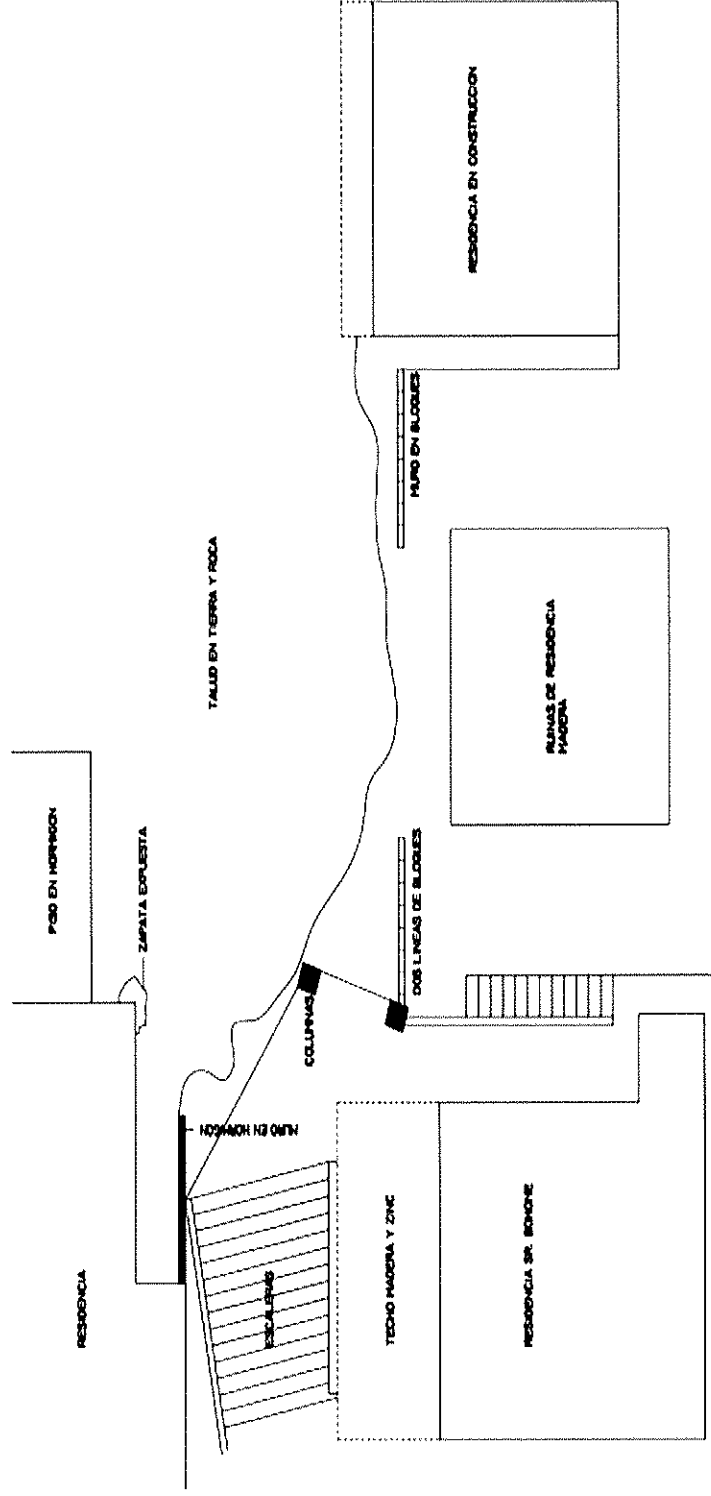 PISO EN HORMIGON
RESIDENCIA
ZAPATA EXPUESTA
MURO EN HORMIGON
TALUD EN TIERRA Y ROCA
ESCALERAS
COLUMNAS
TECHO MADERA Y ZINC
DOS LINEAS DE BLOQUES
MURO EN BLOQUES
RESIDENCIA EN CONSTRUCCION
RESIDENCIA SR.
RUINAS DE RESIDENCIA
MADERA